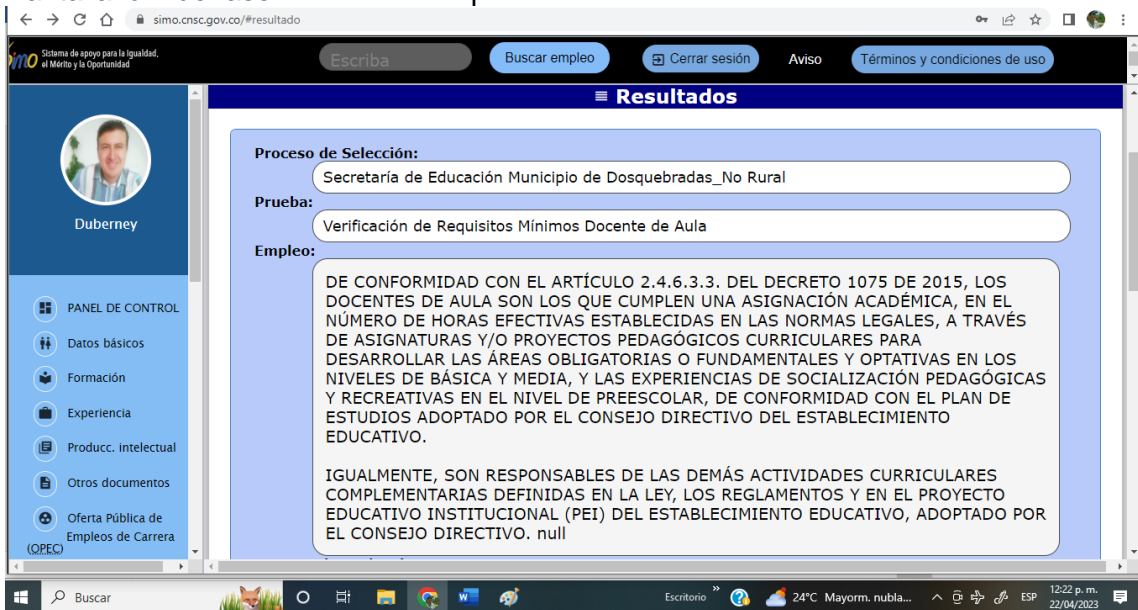 simo.cnsc.gov.co/#resultado
simo Sistema de apoyo para la Igualdad,
el Mérito y la Oportunidad
Escriba
Buscar empleo
Cerrar sesión
Aviso
Términos y condiciones de uso
Resultados
Duberney
PANEL DE CONTROL
Datos básicos
Formación
Experiencia
Producc. intelectual
Otros documentos
Oferta Pública de
Empleos de Carrera
(OPEC)
Proceso de Selección:
Secretaría de Educación Municipio de Dosquebradas_No Rural
Prueba:
Verificación de Requisitos Mínimos Docente de Aula
Empleo:
DE CONFORMIDAD CON EL ARTÍCULO 2.4.6.3.3. DEL DECRETO 1075 DE 2015, LOS
DOCENTES DE AULA SON LOS QUE CUMPLEN UNA ASIGNACIÓN ACADÉMICA, EN EL
NÚMERO DE HORAS EFECTIVAS ESTABLECIDAS EN LAS NORMAS LEGALES, A TRAVÉS
DE ASIGNATURAS Y/O PROYECTOS PEDAGÓGICOS CURRICULARES PARA
DESARROLLAR LAS ÁREAS OBLIGATORIAS O FUNDAMENTALES Y OPTATIVAS EN LOS
NIVELES DE BÁSICA Y MEDIA, Y LAS EXPERIENCIAS DE SOCIALIZACIÓN PEDAGÓGICAS
Y RECREATIVAS EN EL NIVEL DE PREESCOLAR, DE CONFORMIDAD CON EL PLAN DE
ESTUDIOS ADOPTADO POR EL CONSEJO DIRECTIVO DEL ESTABLECIMIENTO
EDUCATIVO.
IGUALMENTE, SON RESPONSABLES DE LAS DEMÁS ACTIVIDADES CURRICULARES
COMPLEMENTARIAS DEFINIDAS EN LA LEY, LOS REGLAMENTOS Y EN EL PROYECTO
EDUCATIVO INSTITUCIONAL (PEI) DEL ESTABLECIMIENTO EDUCATIVO, ADOPTADO POR
EL CONSEJO DIRECTIVO. null
Buscar
Escritorio
24°C Mayorm. nubla...
ESP
12:22 p. m.
22/04/2023